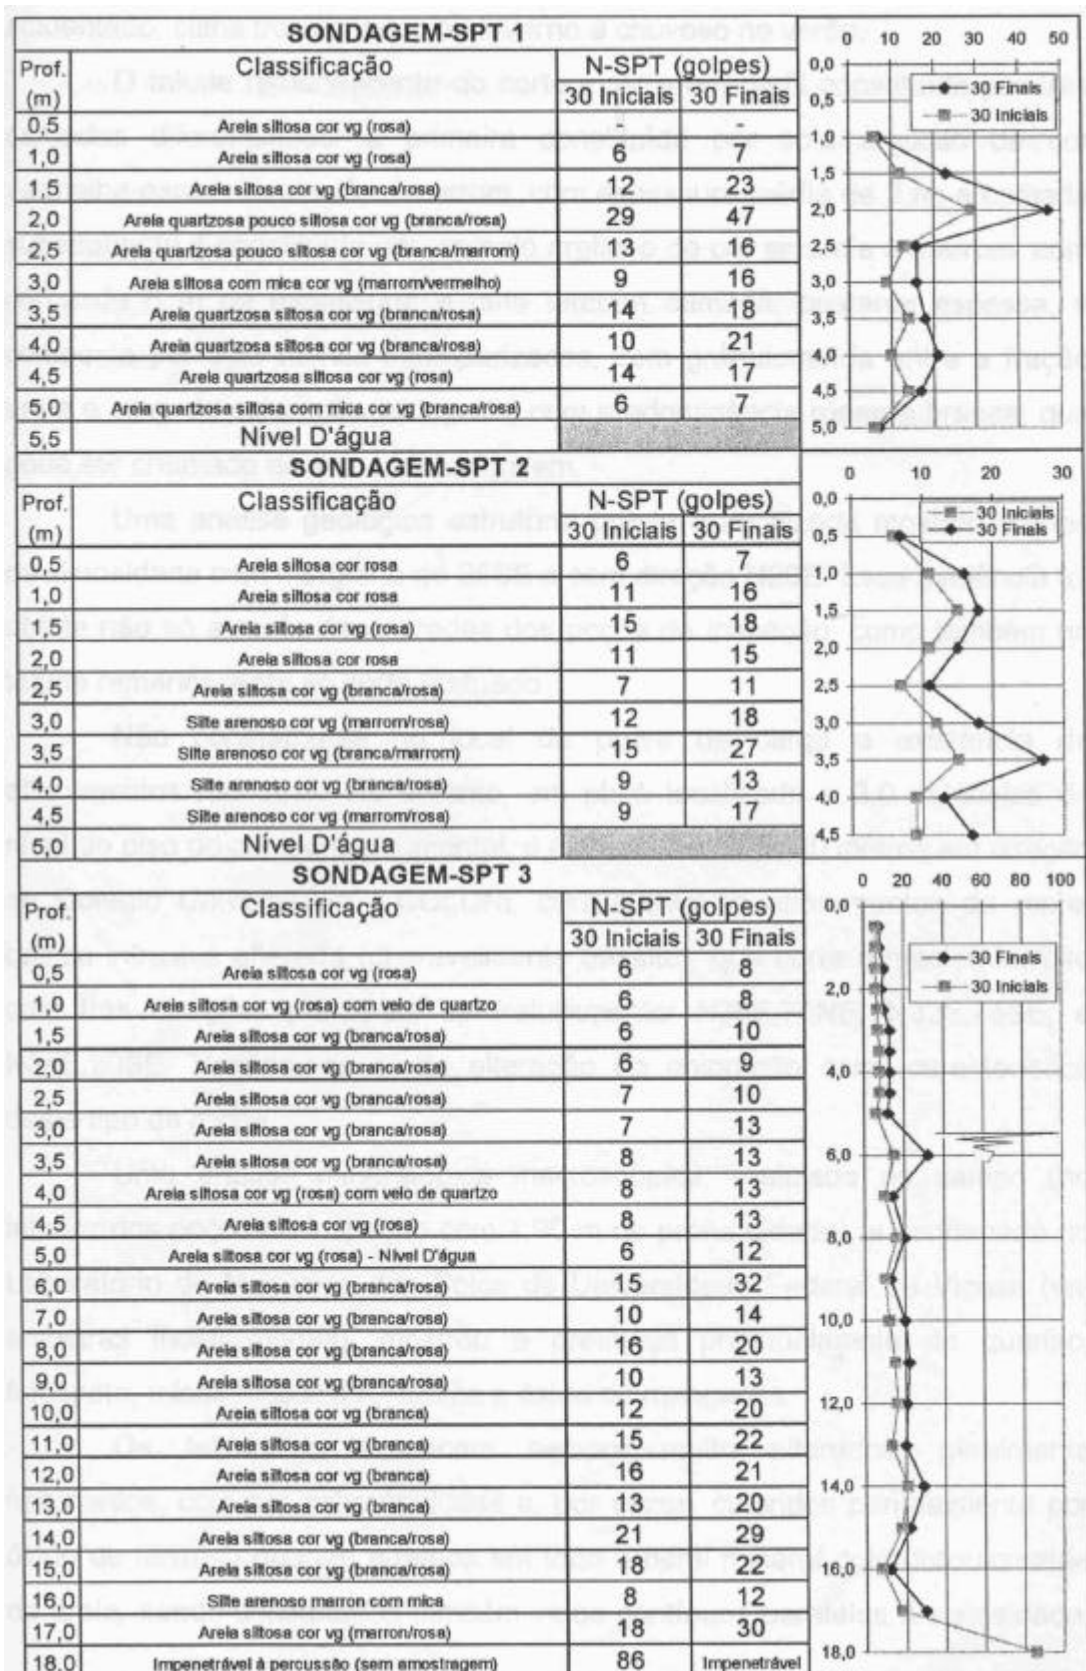 SONDAGEM-SPT 1
Prof. (m) Classificação N-SPT (golpes)
30 Iniciais 30 Finais
0,5 Areia siltosa cor vg (rosa) - -
1,0 Areia siltosa cor vg (rosa) 6 7
1,5 Areia siltosa cor vg (branca/rosa) 12 23
2,0 Areia quartzosa pouco siltosa cor vg (branca/rosa) 29 47
2,5 Areia quartzosa pouco siltosa cor vg (branca/marrom) 13 16
3,0 Areia siltosa com mica cor vg (marrom/vermelho) 9 16
3,5 Areia quartzosa siltosa cor vg (branca/rosa) 14 18
4,0 Areia quartzosa siltosa cor vg (branca/rosa) 10 21
4,5 Areia quartzosa siltosa cor vg (rosa) 14 17
5,0 Areia quartzosa siltosa com mica cor vg (branca/rosa) 6 7
5,5 Nível D'água
0 10 20 30 40 50
0,0
0,5
1,0
1,5
2,0
2,5
3,0
3,5
4,0
4,5
5,0
30 Finais
30 Iniciais
SONDAGEM-SPT 2
Prof. (m) Classificação N-SPT (golpes)
30 Iniciais 30 Finais
0,5 Areia siltosa cor rosa 6 7
1,0 Areia siltosa cor rosa 11 16
1,5 Areia siltosa cor vg (rosa) 15 18
2,0 Areia siltosa cor rosa 11 15
2,5 Areia siltosa cor vg (branca/rosa) 7 11
3,0 Silte arenoso cor vg (marrom/rosa) 12 18
3,5 Silte arenoso cor vg (branca/marrom) 15 27
4,0 Silte arenoso cor vg (branca/rosa) 9 13
4,5 Silte arenoso cor vg (marrom/rosa) 9 17
5,0 Nível D'água
0 10 20 30
0,0
0,5
1,0
1,5
2,0
2,5
3,0
3,5
4,0
4,5
30 Iniciais
30 Finais
SONDAGEM-SPT 3
Prof. (m) Classificação N-SPT (golpes)
30 Iniciais 30 Finais
0,5 Areia siltosa cor vg (rosa) 6 8
1,0 Areia siltosa cor vg (rosa) com veio de quartzo 6 8
1,5 Areia siltosa cor vg (branca/rosa) 6 10
2,0 Areia siltosa cor vg (branca/rosa) 6 9
2,5 Areia siltosa cor vg (branca/rosa) 7 10
3,0 Areia siltosa cor vg (branca/rosa) 7 13
3,5 Areia siltosa cor vg (branca/rosa) 8 13
4,0 Areia siltosa cor vg (rosa) com veio de quartzo 8 13
4,5 Areia siltosa cor vg (rosa) 8 13
5,0 Areia siltosa cor vg (rosa) - Nível D'água 6 12
6,0 Areia siltosa cor vg (branca/rosa) 15 32
7,0 Areia siltosa cor vg (branca/rosa) 10 14
8,0 Areia siltosa cor vg (branca/rosa) 16 20
9,0 Areia siltosa cor vg (branca/rosa) 10 13
10,0 Areia siltosa cor vg (branca) 12 20
11,0 Areia siltosa cor vg (branca) 15 22
12,0 Areia siltosa cor vg (branca) 16 21
13,0 Areia siltosa cor vg (branca) 13 20
14,0 Areia siltosa cor vg (branca/rosa) 21 29
15,0 Areia siltosa cor vg (branca/rosa) 18 22
16,0 Silte arenoso marron com mica 8 12
17,0 Areia siltosa cor vg (marron/rosa) 18 30
18,0 Impenetrável à percussão (sem amostragem) 86 Impenetrável
0 20 40 60 80 100
0,0
2,0
4,0
6,0
8,0
10,0
12,0
14,0
16,0
18,0
30 Finais
30 Iniciais